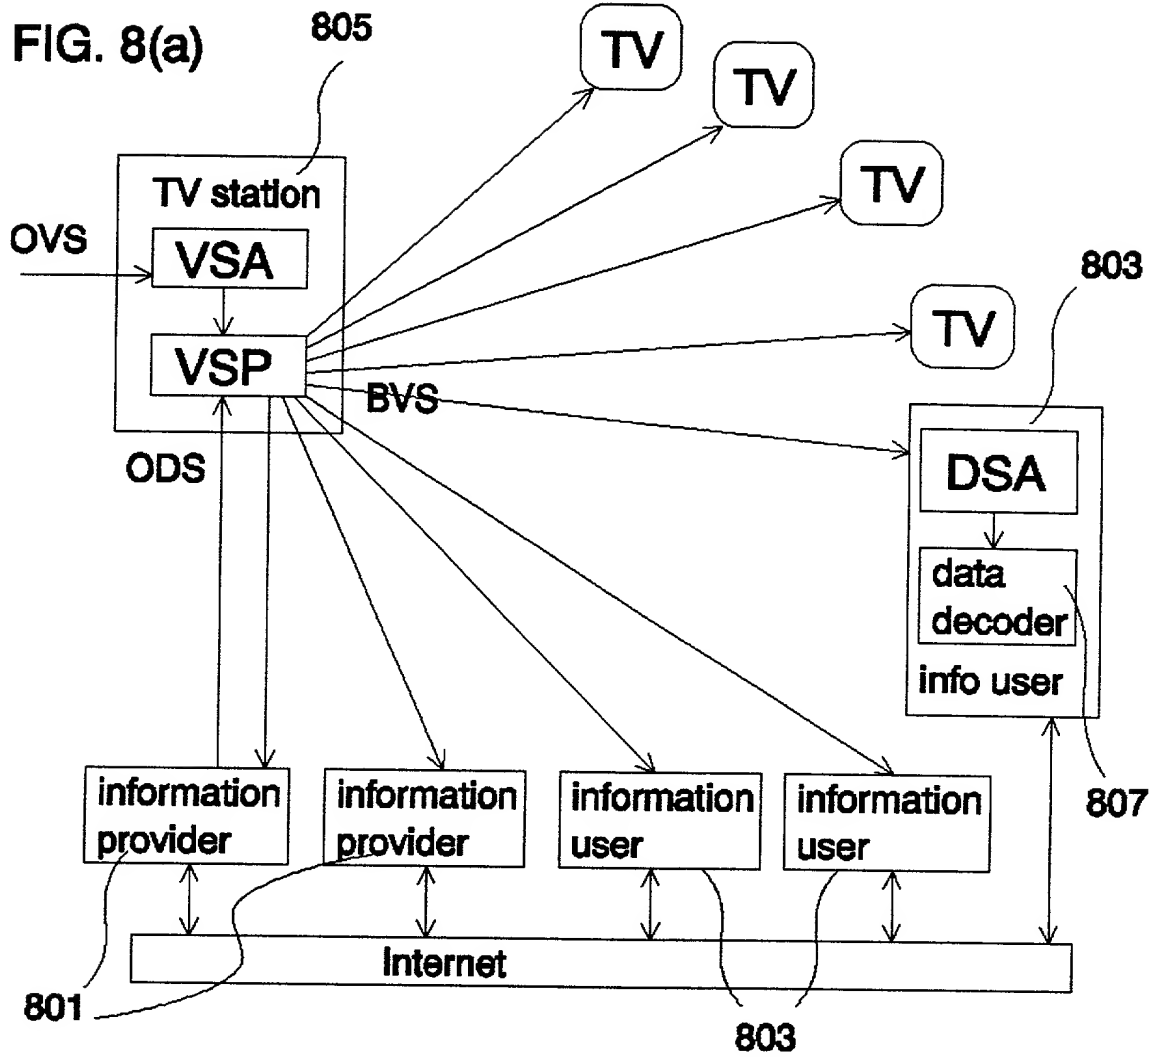 FIG. 8(a)
805
TV
TV
TV
TV
TV station
OVS
VSA
VSP
BVS
ODS
803
DSA
data
decoder
info user
807
information
provider
information
provider
information
user
information
user
Internet
801
803